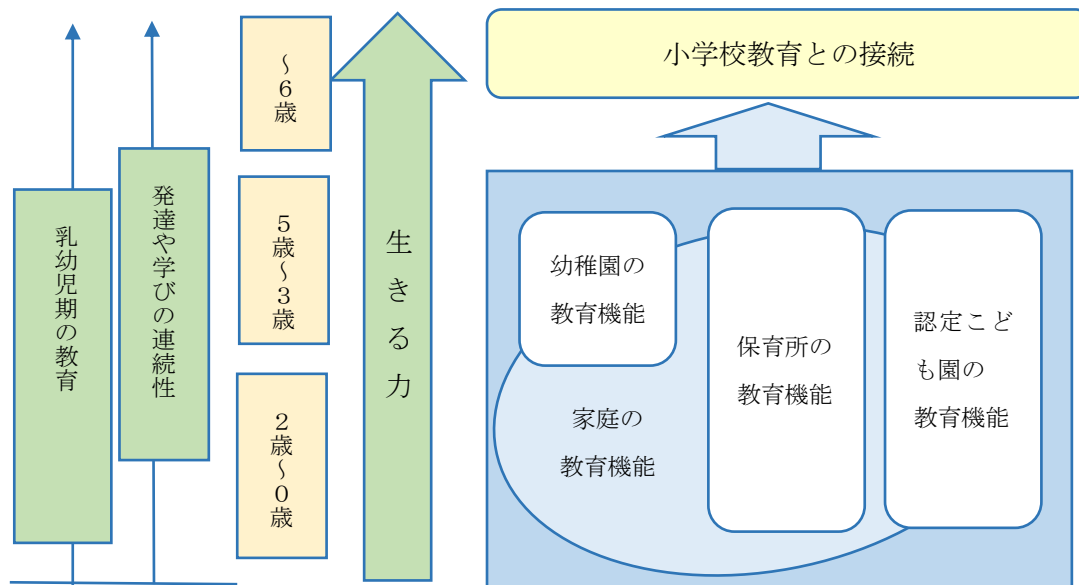 乳幼児期の教育
発達や学びの連続性
～6歳
5歳～3歳
2歳～0歳
生きる力
小学校教育との接続
幼稚園の
教育機能
家庭の
教育機能
保育所の
教育機能
認定こど
も園の
教育機能